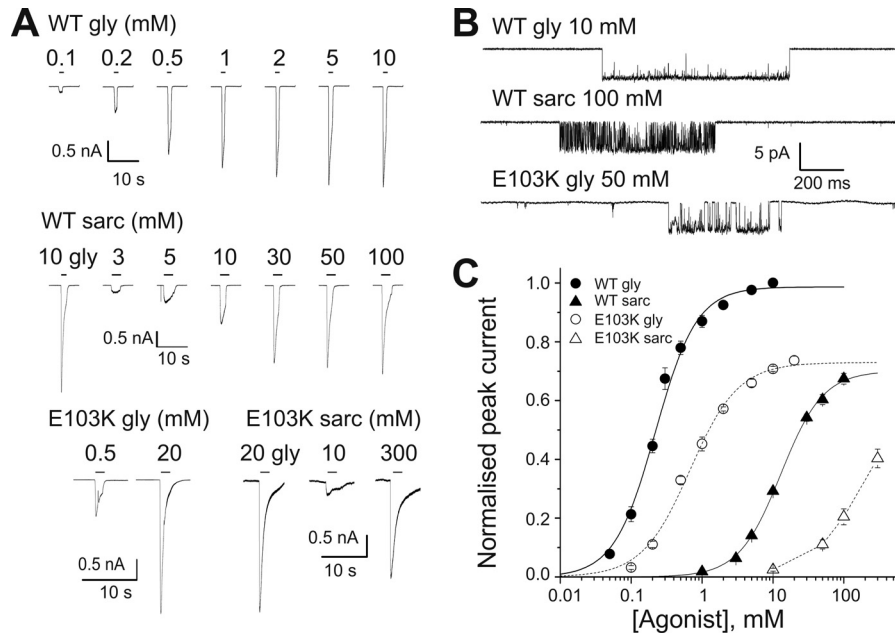 A
WT gly (mM)
0.1 0.2 0.5 1 2 5 10
0.5 nA
10 s
WT sarc (mM)
10 gly 3 5 10 30 50 100
0.5 nA
10 s
E103K gly (mM)
0.5 20
0.5 nA
10 s
E103K sarc (mM)
20 gly 10 300
0.5 nA
10 s
B
WT gly 10 mM
WT sarc 100 mM
5 pA
200 ms
E103K gly 50 mM
C
Normalised peak current
1.0
0.8
0.6
0.4
0.2
0.0
WT gly
WT sarc
E103K gly
E103K sarc
0.01 0.1 1 10 100
[Agonist], mM